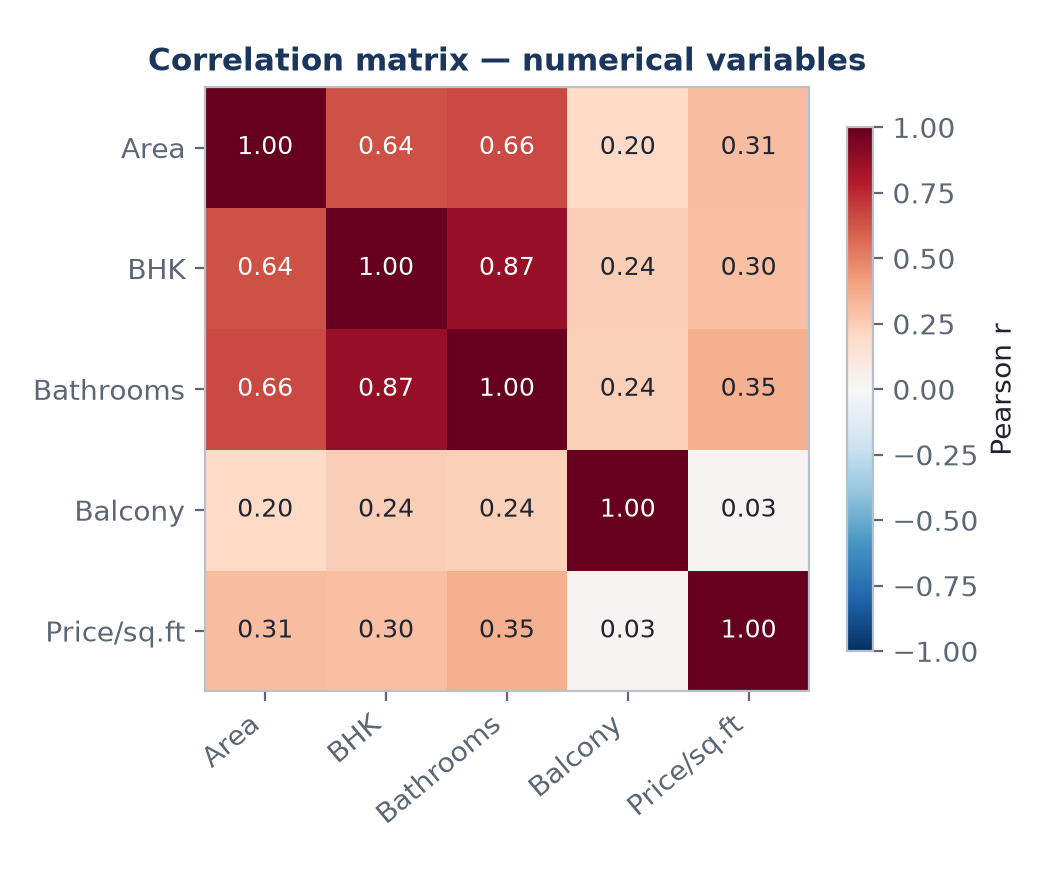 Correlation matrix — numerical variables
Area 1.00 0.64 0.66 0.20 0.31
BHK 0.64 1.00 0.87 0.24 0.30
Bathrooms 0.66 0.87 1.00 0.24 0.35
Balcony 0.20 0.24 0.24 1.00 0.03
Price/sq.ft 0.31 0.30 0.35 0.03 1.00
Area BHK Bathrooms Balcony Price/sq.ft
1.00
0.75
0.50
0.25
0.00
−0.25
−0.50
−0.75
−1.00
Pearson r